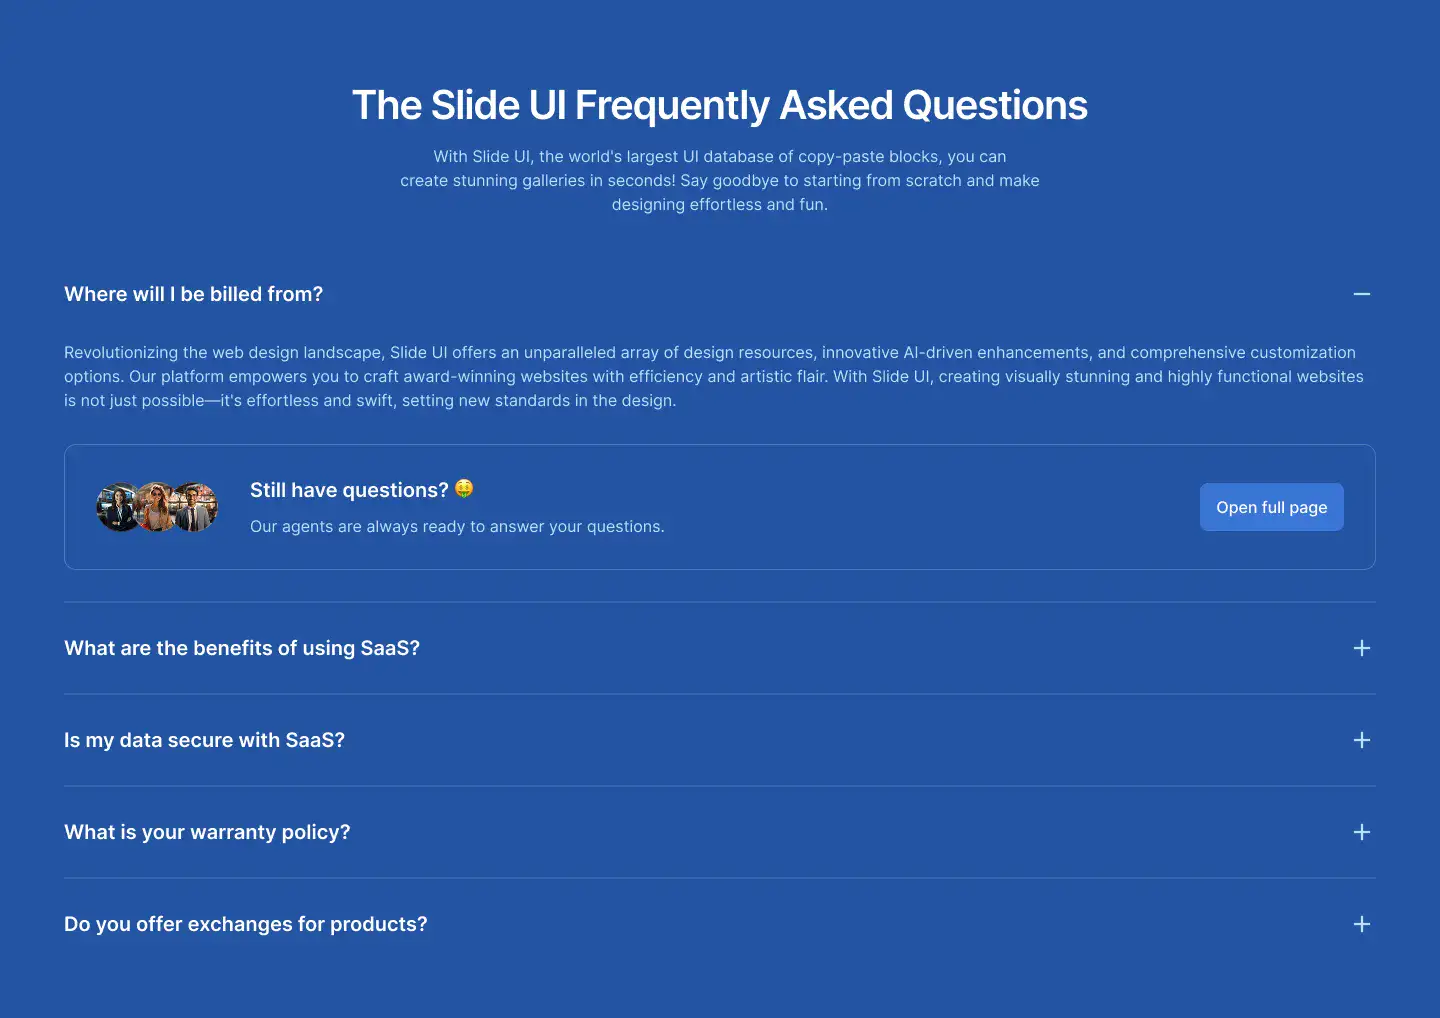 The Slide UI Frequently Asked Questions
With Slide UI, the world's largest UI database of copy-paste blocks, you can
create stunning galleries in seconds! Say goodbye to starting from scratch and make
designing effortless and fun.
Where will I be billed from?
Revolutionizing the web design landscape, Slide UI offers an unparalleled array of design resources, innovative AI-driven enhancements, and comprehensive customization
options. Our platform empowers you to craft award-winning websites with efficiency and artistic flair. With Slide UI, creating visually stunning and highly functional websites
is not just possible—it's effortless and swift, setting new standards in the design.
Still have questions? 🤑
Our agents are always ready to answer your questions.
Open full page
What are the benefits of using SaaS?
Is my data secure with SaaS?
What is your warranty policy?
Do you offer exchanges for products?